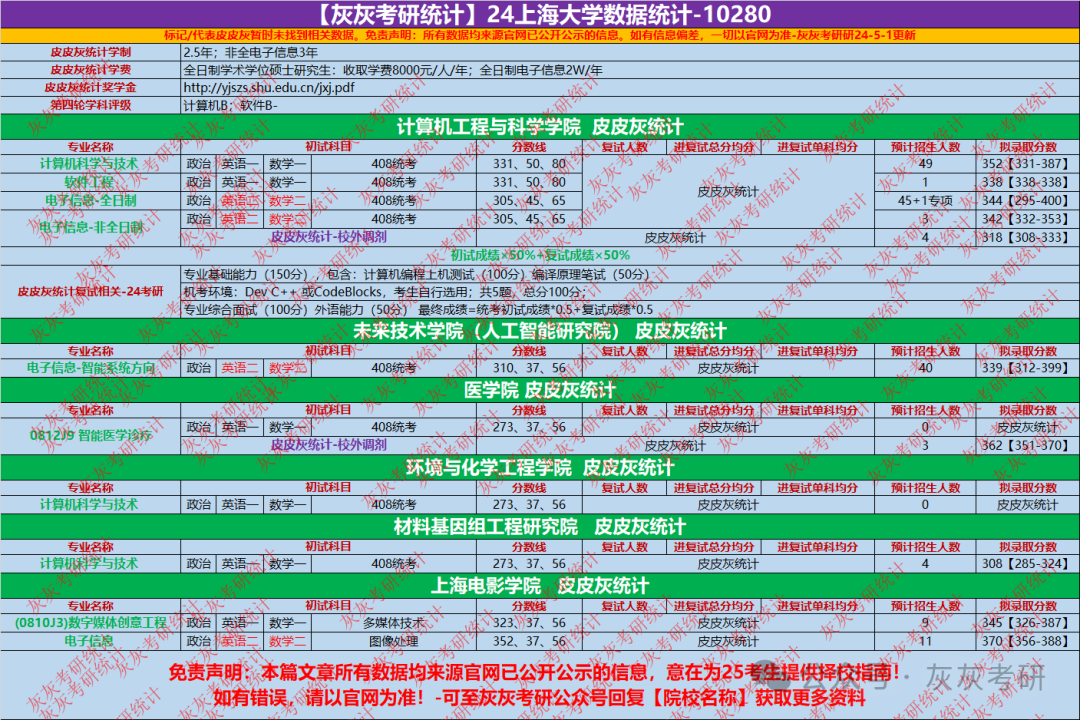 【灰灰考研统计】24上海大学数据统计-10280
标记/代表皮皮灰暂时未找到相关数据。免责声明：所有数据均来源官网已公开公示的信息。如有信息偏差，一切以官网为准-灰灰考研研24-5-1更新
皮皮灰统计学制 2.5年；非全电子信息3年
皮皮灰统计学费 全日制学术学位硕士研究生：收取学费8000元/人/年；全日制电子信息2W/年
皮皮灰统计奖学金 http://yjszs.shu.edu.cn/jxj.pdf
第四轮学科评级 计算机B；软件B-
计算机工程与科学学院 皮皮灰统计
专业名称 初试科目 分数线 复试人数 进复试总分均分 进复试单科均分 预计招生人数 拟录取分数
计算机科学与技术 政治 英语一 数学一 408统考 331、50、80 49 352【331-387】
软件工程 政治 英语一 数学一 408统考 331、50、80 皮皮灰统计 1 338【338-338】
电子信息-全日制 政治 英语二 数学二 408统考 305、45、65 45+1专项 344【295-400】
电子信息-非全日制 政治 英语二 数学二 408统考 305、45、65 3 342【332-353】
皮皮灰统计-校外调剂 皮皮灰统计 4 318【308-333】
初试成绩×50%+复试成绩×50%
皮皮灰统计复试相关-24考研
专业基础能力（150分），包含：计算机编程上机测试（100分）编译原理笔试（50分）
机考环境：Dev C++ 或CodeBlocks，考生自行选用；共5题，总分100分；
专业综合面试（100分）外语能力（50分） 最终成绩=统考初试成绩*0.5+复试成绩*0.5
未来技术学院（人工智能研究院） 皮皮灰统计
专业名称 初试科目 分数线 复试人数 进复试总分均分 进复试单科均分 预计招生人数 拟录取分数
电子信息-智能系统方向 政治 英语二 数学二 408统考 310、37、56 皮皮灰统计 40 339【312-399】
医学院 皮皮灰统计
专业名称 初试科目 分数线 复试人数 进复试总分均分 进复试单科均分 预计招生人数 拟录取分数
0812J9 智能医学诊疗 政治 英语一 数学一 408统考 273、37、56 皮皮灰统计 0 皮皮灰统计
皮皮灰统计-校外调剂 皮皮灰统计 3 362【351-370】
环境与化学工程学院 皮皮灰统计
专业名称 初试科目 分数线 复试人数 进复试总分均分 进复试单科均分 预计招生人数 拟录取分数
计算机科学与技术 政治 英语一 数学一 408统考 273、37、56 皮皮灰统计 0 皮皮灰统计
材料基因组工程研究院 皮皮灰统计
专业名称 初试科目 分数线 复试人数 进复试总分均分 进复试单科均分 预计招生人数 拟录取分数
计算机科学与技术 政治 英语一 数学一 408统考 273、37、56 皮皮灰统计 4 308【285-324】
上海电影学院 皮皮灰统计
专业名称 初试科目 分数线 复试人数 进复试总分均分 进复试单科均分 预计招生人数 拟录取分数
(0810J3)数字媒体创意工程 政治 英语一 数学一 多媒体技术 323、37、56 皮皮灰统计 9 345【326-387】
电子信息 政治 英语二 数学二 图像处理 352、37、56 皮皮灰统计 11 370【356-388】
免责声明：本篇文章所有数据均来源官网已公开公示的信息，意在为25考生提供择校指南！
如有错误，请以官网为准！-可至灰灰考研公众号回复【院校名称】获取更多资料
公众号·灰灰考研
灰灰考研统计